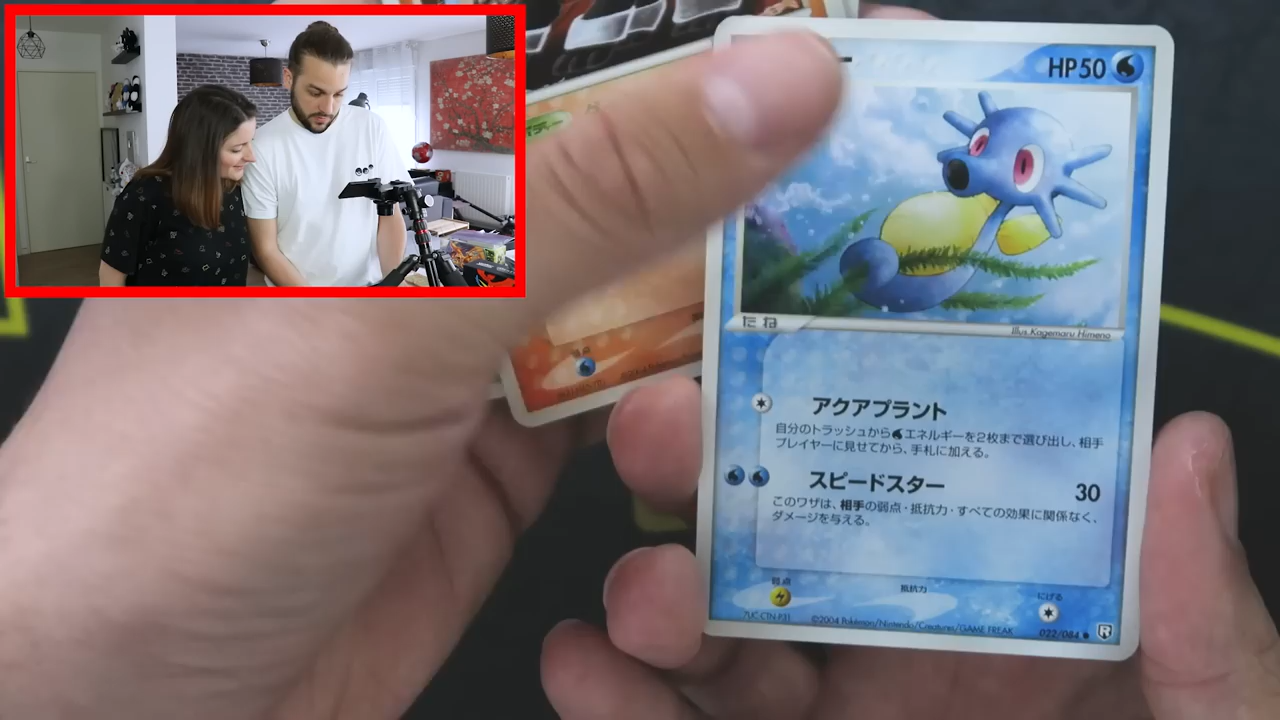 HP50
たね
Illus. Kagemaru Himeno
アクアプラント
自分のトラッシュからエネルギーを2枚まで選び出し、相手
プレイヤーに見せてから、手札に加える。
スピードスター 30
このワザは、相手の弱点・抵抗力・すべての効果に関係なく、
ダメージを与える。
弱点 抵抗力 にげる
©2004 Pokémon/Nintendo/Creatures/GAME FREAK 022/084
R